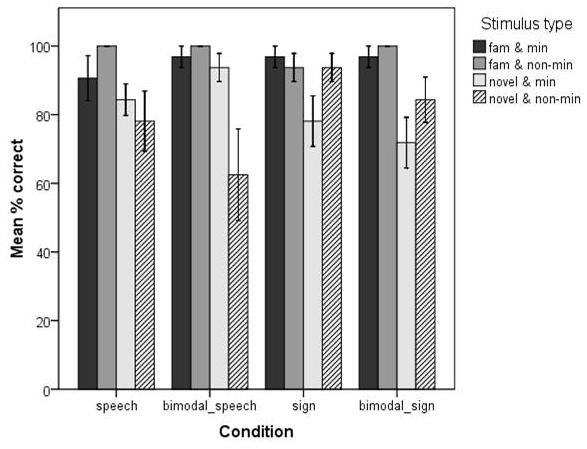 Stimulus type
fam & min
fam & non-min
novel & min
novel & non-min
Mean % correct
100
80
60
40
20
0
speech bimodal_speech sign bimodal_sign
Condition